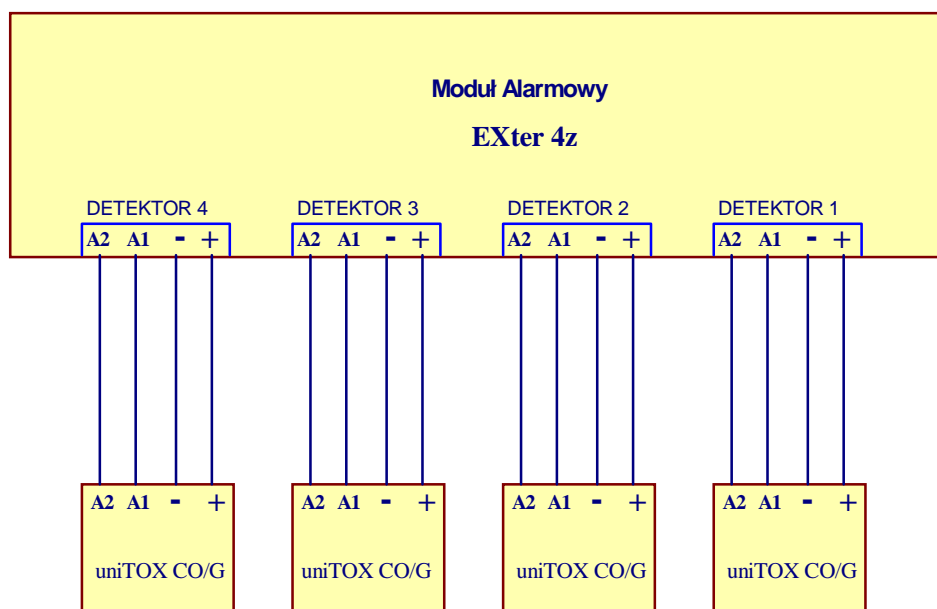 Moduł Alarmowy
EXter 4z
DETEKTOR 4 DETEKTOR 3 DETEKTOR 2 DETEKTOR 1
A2 A1 - + A2 A1 - + A2 A1 - + A2 A1 - +
A2 A1 - + A2 A1 - + A2 A1 - + A2 A1 - +
uniTOX CO/G uniTOX CO/G uniTOX CO/G uniTOX CO/G